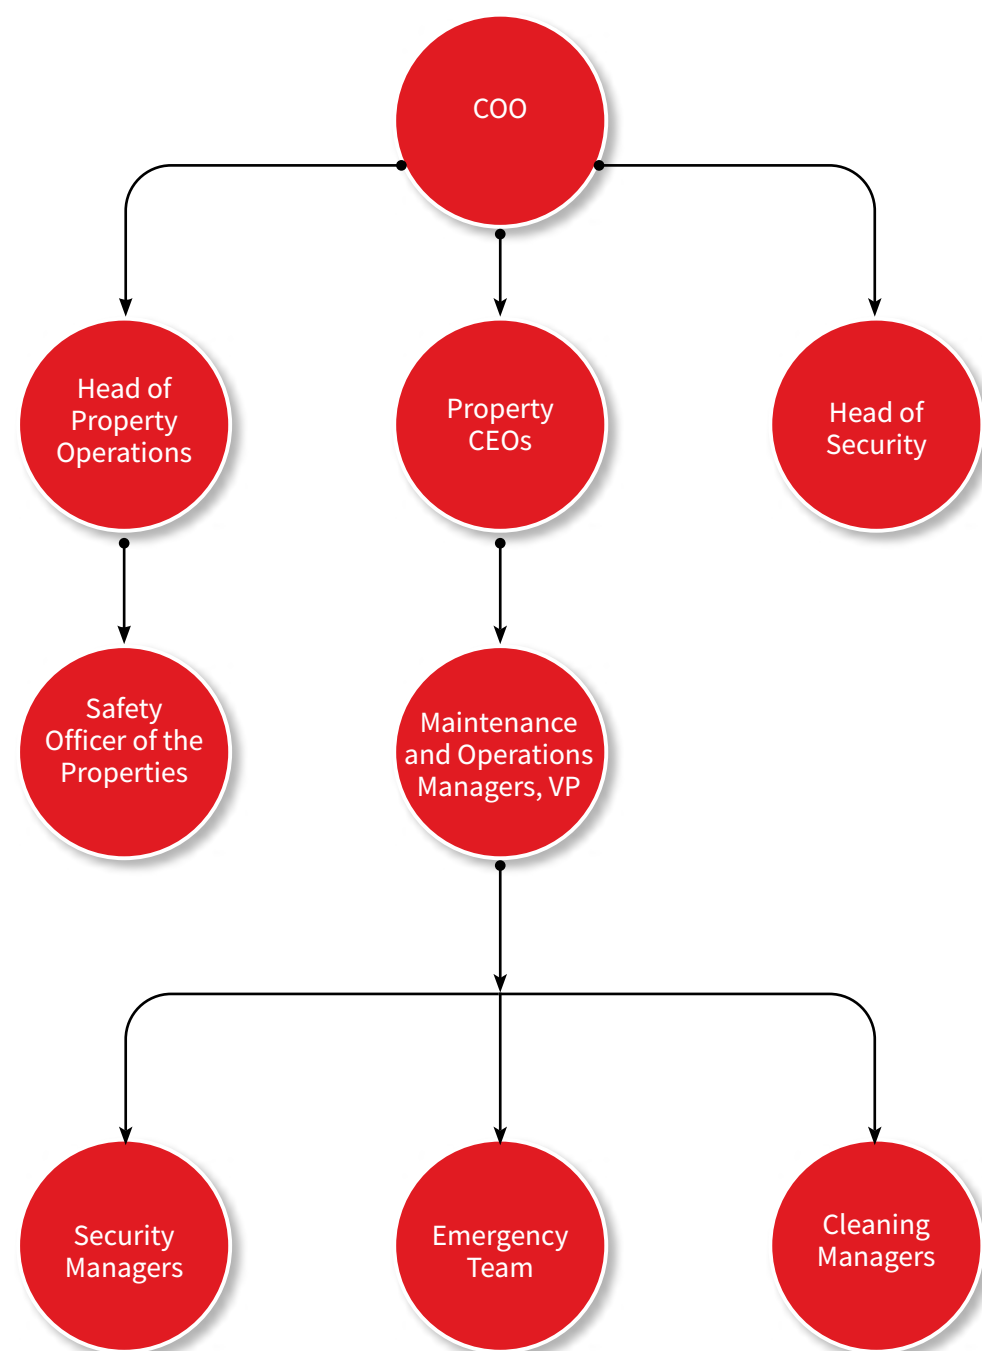 COO
Head of
Property
Operations
Property
CEOs
Head of
Security
Safety
Officer of the
Properties
Maintenance
and Operations
Managers, VP
Security
Managers
Emergency
Team
Cleaning
Managers